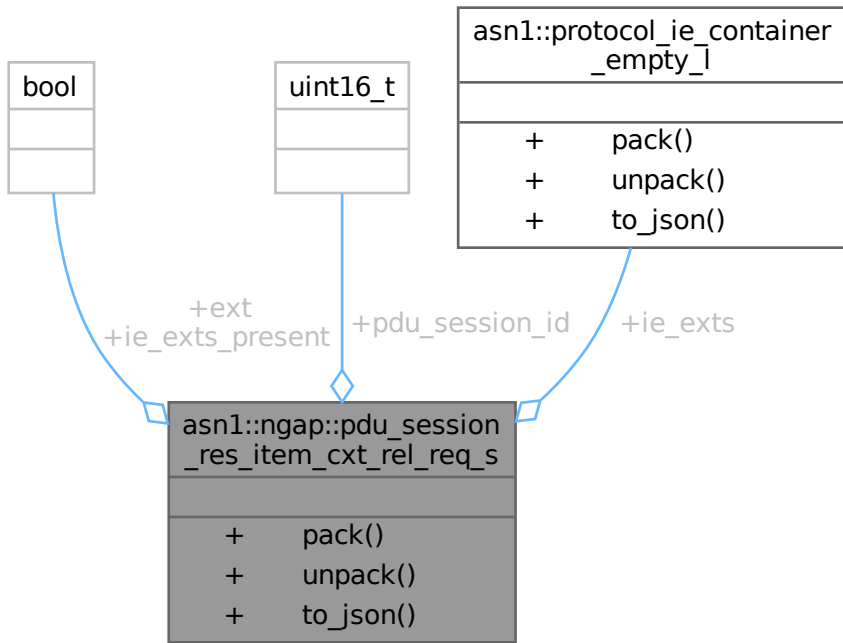 asn1::protocol_ie_container
_empty_l
bool
uint16_t
+ pack()
+ unpack()
+ to_json()
+ext
+ie_exts_present
+pdu_session_id
+ie_exts
asn1::ngap::pdu_session
_res_item_cxt_rel_req_s
+ pack()
+ unpack()
+ to_json()